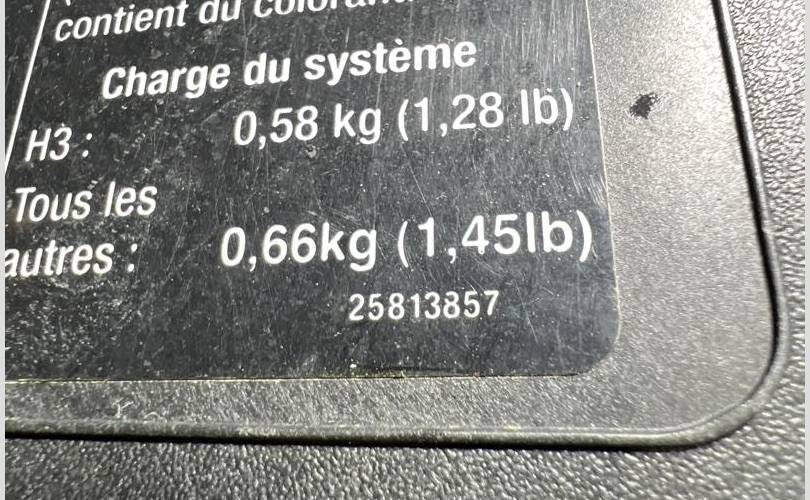 contient du colorant
Charge du système
H3 : 0,58 kg (1,28 lb)
Tous les
autres : 0,66kg (1,45lb)
25813857